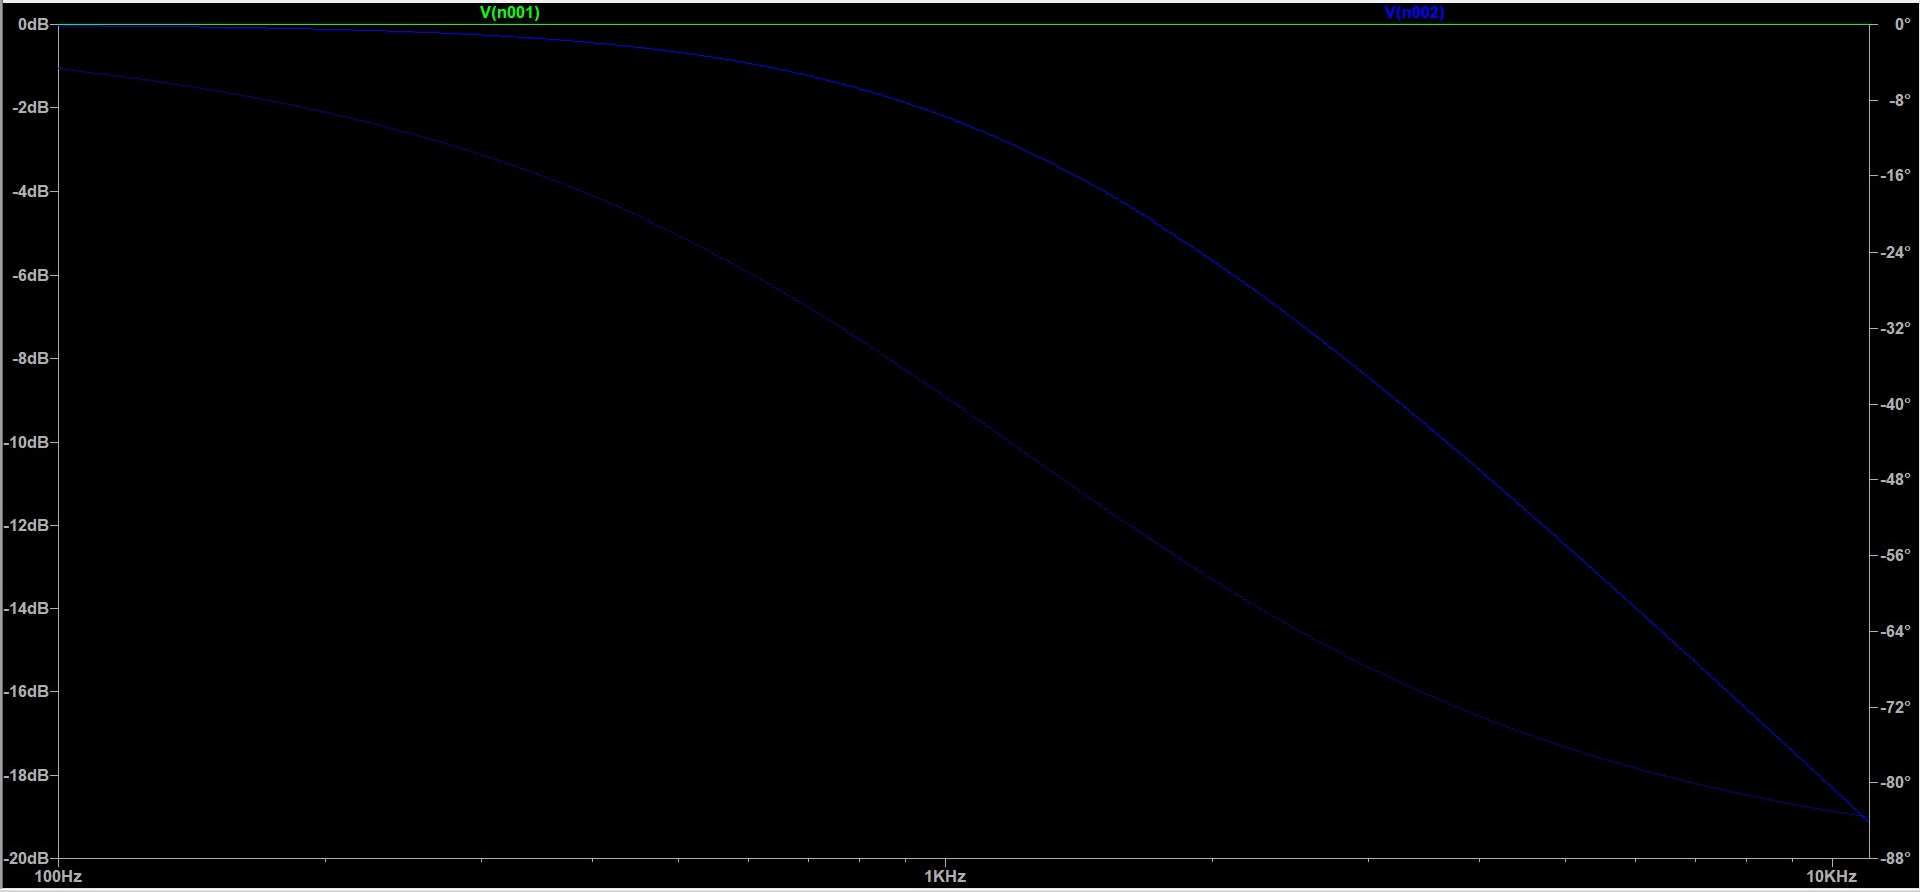 V(n001) V(n002)
0dB 0°
-2dB -8°
-4dB -16°
-6dB -24°
-8dB -32°
-10dB -40°
-12dB -48°
-14dB -56°
-16dB -64°
-18dB -72°
-20dB -80°
-88°
100Hz 1KHz 10KHz